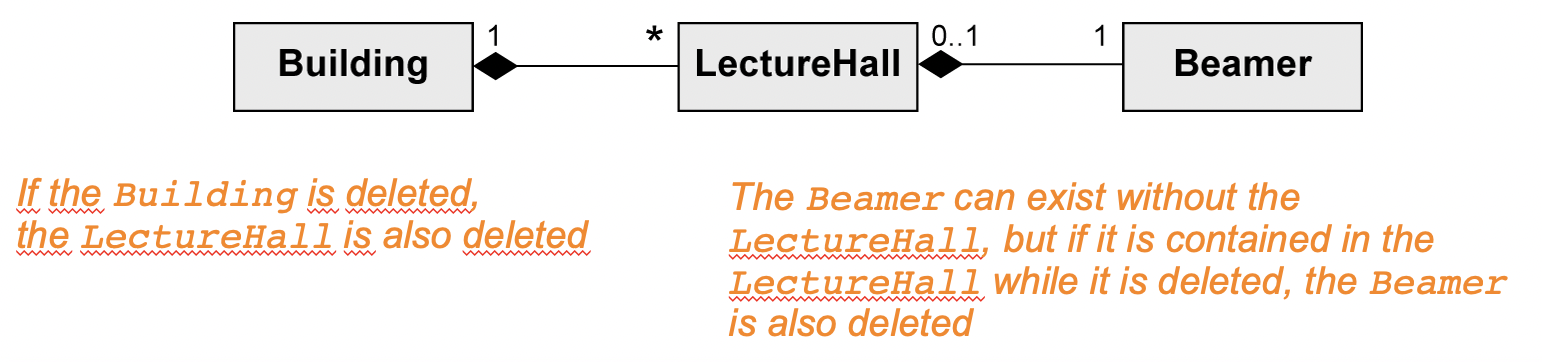 Building 1 * LectureHall 0..1 1 Beamer
If the Building is deleted,
the LectureHall is also deleted
The Beamer can exist without the
LectureHall, but if it is contained in the
LectureHall while it is deleted, the Beamer
is also deleted